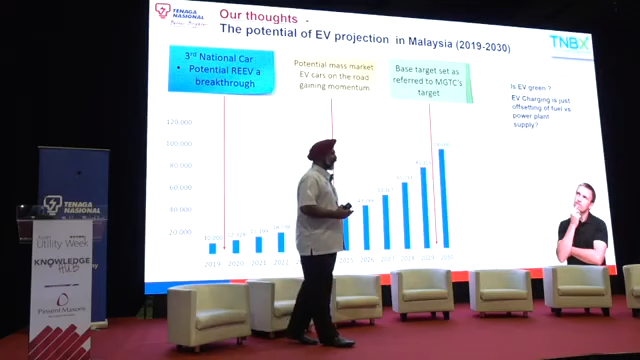 TENAGA
NASIONAL
Our thoughts -
The potential of EV projection in Malaysia (2019-2030)
TNBX
3rd National Car
• Potential REEV a
breakthrough
Potential mass market
EV cars on the road
gaining momentum
Base target set as
referred to MGTC's
target
Is EV green ?
EV Charging is just
offsetting of fuel vs
power plant
supply?
120,000
100,000
80,000
60,000
40,000
20,000
10,000
2019 2020 2021 2022 2025 2026 2027 2028 2029 2030
TENAGA
NASIONAL
Utility Week
KNOWLEDGE
HUB
Pinsent Masons